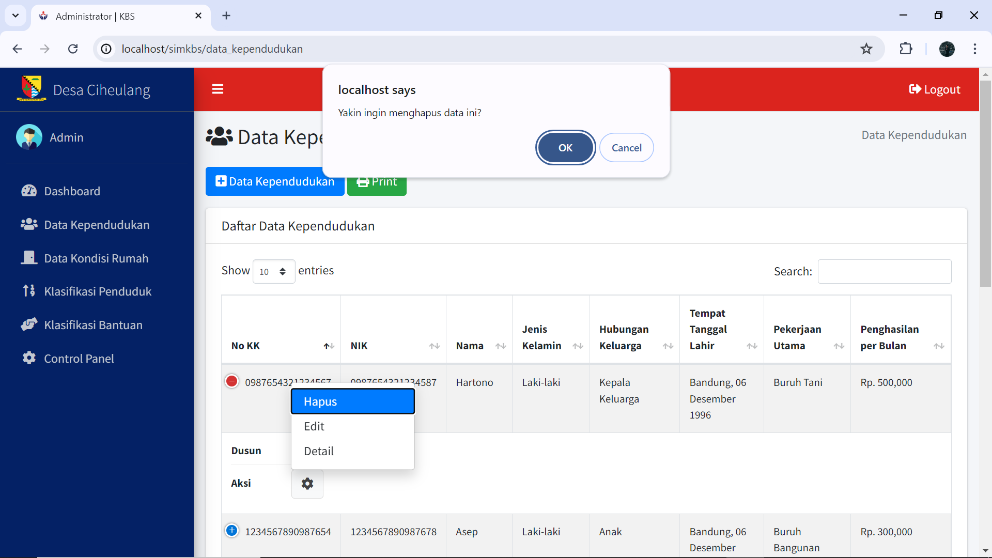 Administrator | KBS
localhost/simkbs/data_kependudukan
Desa Ciheulang
Admin
Dashboard
Data Kependudukan
Data Kondisi Rumah
Klasifikasi Penduduk
Klasifikasi Bantuan
Control Panel
Logout
localhost says
Yakin ingin menghapus data ini?
OK
Cancel
Data Kepe
Data Kependudukan
Data Kependudukan
Print
Daftar Data Kependudukan
Show 10 entries
Search:
No KK
NIK
Nama
Jenis
Kelamin
Hubungan
Keluarga
Tempat
Tanggal
Lahir
Pekerjaan
Utama
Penghasilan
per Bulan
0987654321234567
0987654321234587
Hartono
Laki-laki
Kepala
Keluarga
Bandung, 06
Desember
1996
Buruh Tani
Rp. 500,000
Hapus
Edit
Detail
Dusun
Aksi
1234567890987654
1234567890987678
Asep
Laki-laki
Anak
Bandung, 06
Desember
Buruh
Bangunan
Rp. 300,000